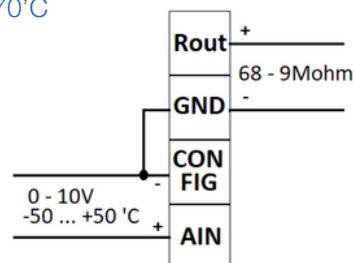 70'C
Rout
+
68 - 9Mohm
GND
-
CON
FIG
-
0 - 10V
-50 ... +50 'C
+
AIN